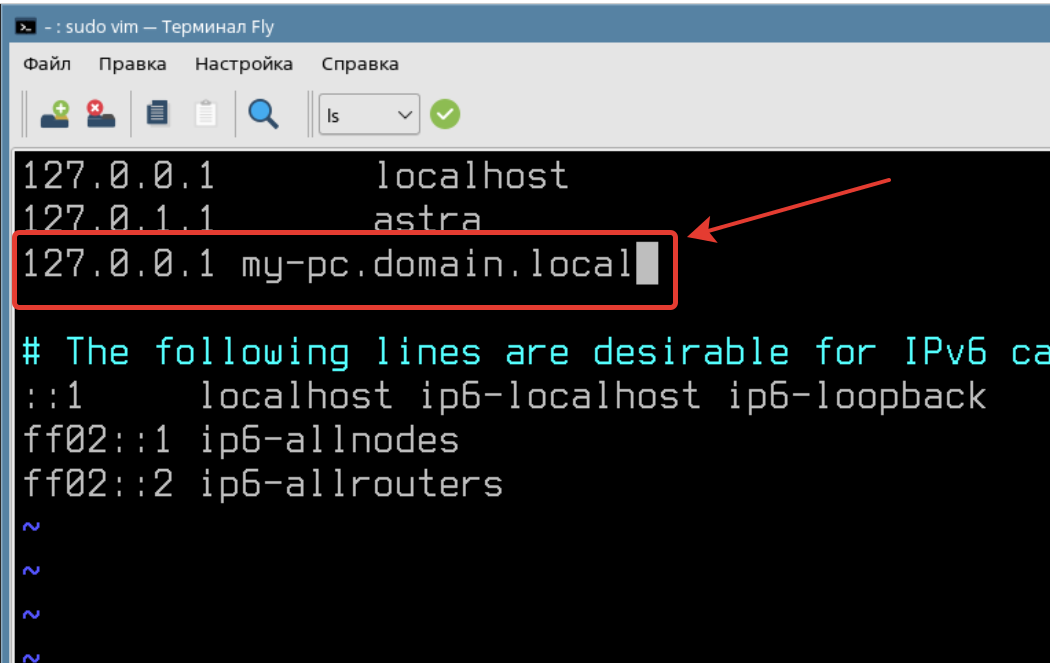 - : sudo vim — Терминал Fly
Файл Правка Настройка Справка
ls
127.0.0.1 localhost
127.0.1.1 astra
127.0.0.1 my-pc.domain.local
# The following lines are desirable for IPv6 ca
::1 localhost ip6-localhost ip6-loopback
ff02::1 ip6-allnodes
ff02::2 ip6-allrouters
~
~
~
~